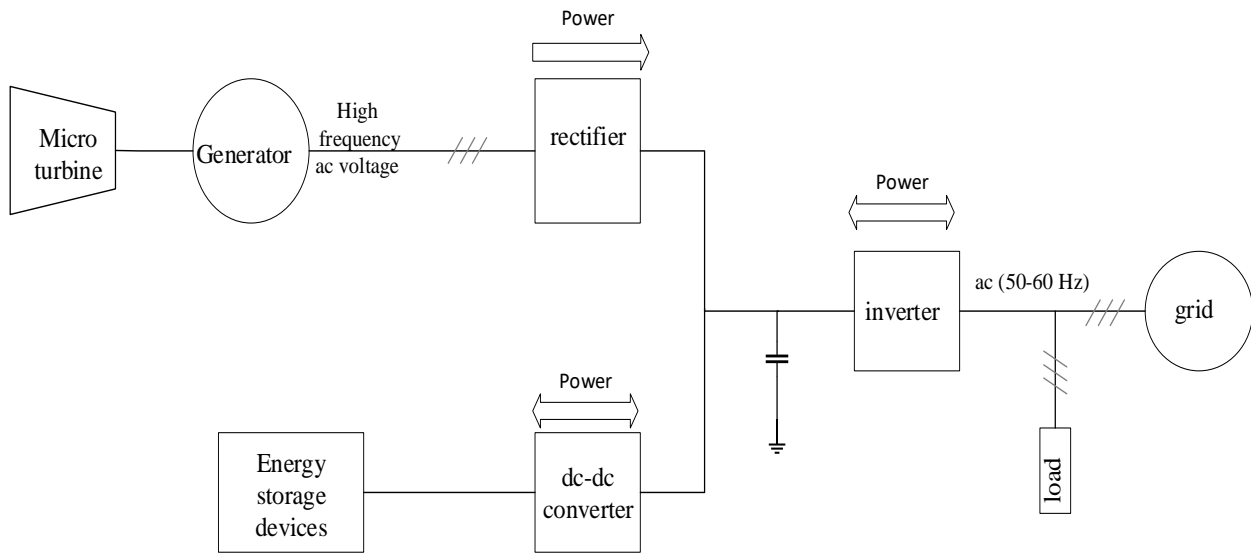 Power
Micro
turbine
Generator
High
frequency
ac voltage
rectifier
Power
inverter
ac (50-60 Hz)
grid
Power
Energy
storage
devices
dc-dc
converter
load